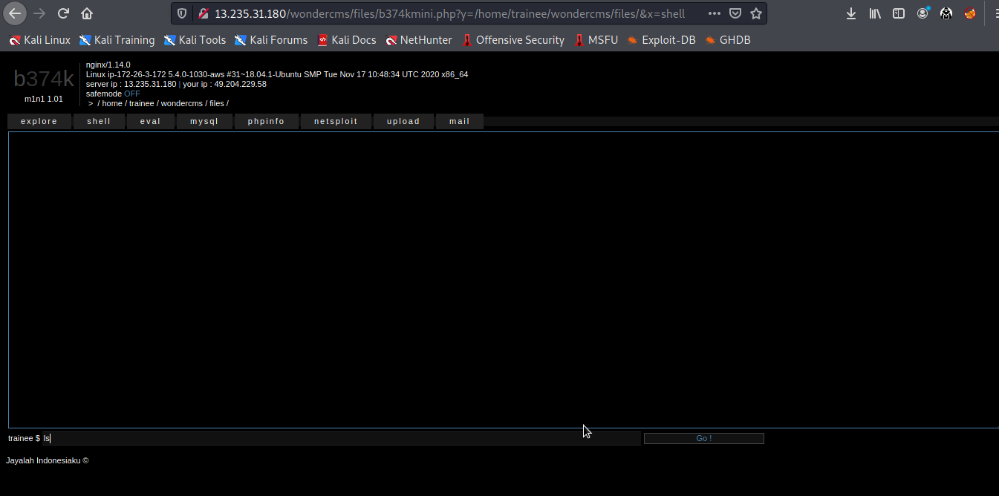 13.235.31.180/wondercms/files/b374kmini.php?y=/home/trainee/wondercms/files/&x=shell
Kali Linux Kali Training Kali Tools Kali Forums Kali Docs NetHunter Offensive Security MSFU Exploit-DB GHDB
b374k
m1n1 1.01
nginx/1.14.0
Linux ip-172-26-3-172 5.4.0-1030-aws #31~18.04.1-Ubuntu SMP Tue Nov 17 10:48:34 UTC 2020 x86_64
server ip : 13.235.31.180 | your ip : 49.204.229.58
safemode OFF
> / home / trainee / wondercms / files /
explore shell eval mysql phpinfo netsploit upload mail
trainee $ ls Go !
Jayalah Indonesiaku ©